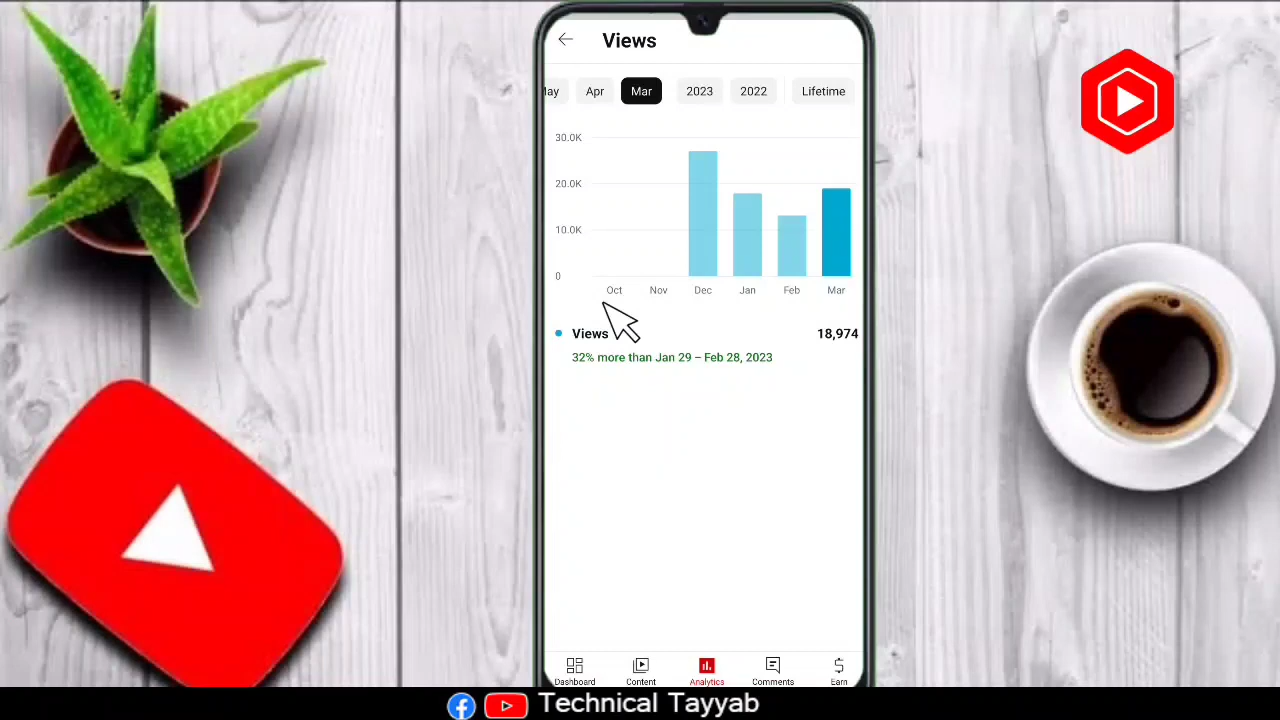 Views
lay Apr Mar 2023 2022 Lifetime
30.0K
20.0K
10.0K
0
Oct Nov Dec Jan Feb Mar
Views 18,974
32% more than Jan 29 – Feb 28, 2023
Dashboard Content Analytics Comments Earn
Technical Tayyab